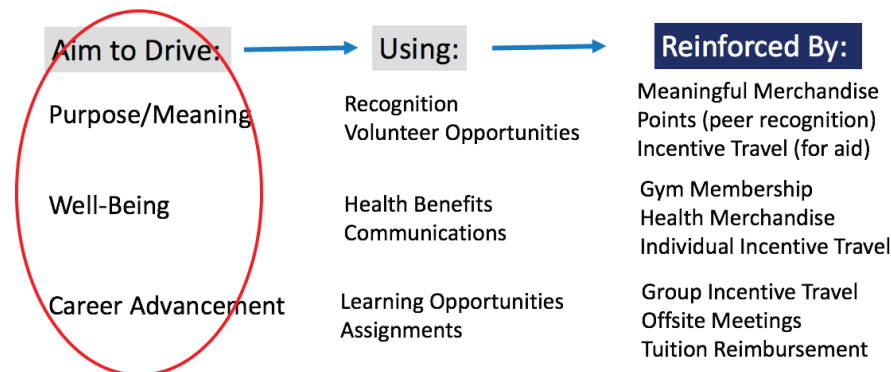 Aim to Drive:
Using:
Reinforced By:
Purpose/Meaning
Recognition
Volunteer Opportunities
Meaningful Merchandise
Points (peer recognition)
Incentive Travel (for aid)
Well-Being
Health Benefits
Communications
Gym Membership
Health Merchandise
Individual Incentive Travel
Career Advancement
Learning Opportunities
Assignments
Group Incentive Travel
Offsite Meetings
Tuition Reimbursement